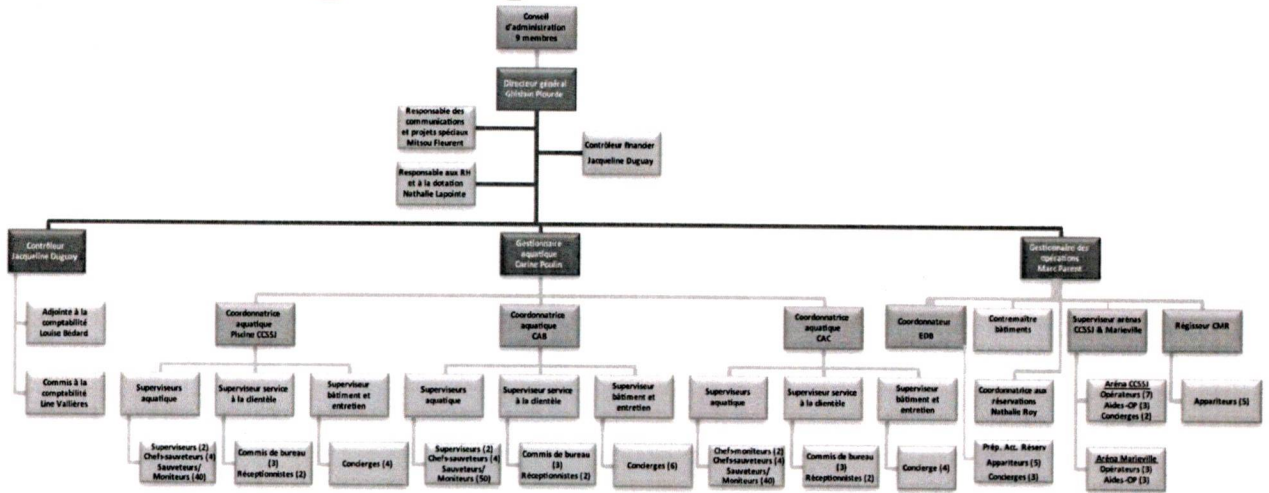 Conseil
d'administration
9 membres
Directeur général
Ghislain Plourde
Responsable des
communications
et projets spéciaux
Mitsou Fleurent
Contrôleur financier
Jacqueline Duguay
Responsable aux RH
et à la dotation
Nathalie Lapointe
Contrôleur
Jacqueline Duguay
Gestionnaire
aquatique
Carine Poulin
Gestionnaire des
opérations
Marc Parent
Adjointe à la
comptabilité
Louise Bédard
Commis à la
comptabilité
Line Vallières
Coordonnatrice
aquatique
Piscine CCSSJ
Coordonnatrice
aquatique
CAB
Coordonnatrice
aquatique
CAC
Coordonnateur
EDB
Contremaître
bâtiments
Superviseur arénas
CCSSJ & Marieville
Régisseur CMR
Superviseurs
aquatique
Superviseur service
à la clientèle
Superviseur
bâtiment et
entretien
Superviseurs
aquatique
Superviseur service
à la clientèle
Superviseur
bâtiment et
entretien
Superviseurs
aquatique
Superviseur service
à la clientèle
Superviseur
bâtiment et
entretien
Coordonnatrice aux
réservations
Nathalie Roy
Aréna CCSSJ
Opérateurs (7)
Aides-OP (3)
Concierges (2)
Appariteurs (5)
Superviseurs (2)
Chefs-sauveteurs (4)
Sauveteurs/
Moniteurs (40)
Commis de bureau
(3)
Réceptionnistes (2)
Concierges (4)
Superviseurs (2)
Chefs-sauveteurs (4)
Sauveteurs/
Moniteurs (50)
Commis de bureau
(3)
Réceptionnistes (2)
Concierges (6)
Chefs-moniteurs (2)
Chefs-sauveteurs (4)
Sauveteurs/
Moniteurs (40)
Commis de bureau
(3)
Réceptionnistes (2)
Concierge (4)
Prép. Act. Réserv
Appariteurs (5)
Concierges (3)
Aréna Marieville
Opérateurs (3)
Aides-OP (3)